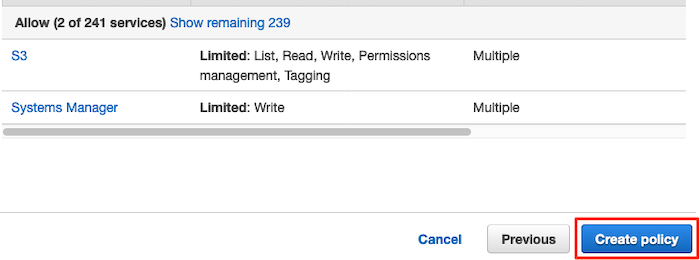 Allow (2 of 241 services) Show remaining 239
S3 Limited: List, Read, Write, Permissions Multiple
management, Tagging
Systems Manager Limited: Write Multiple
Cancel Previous Create policy